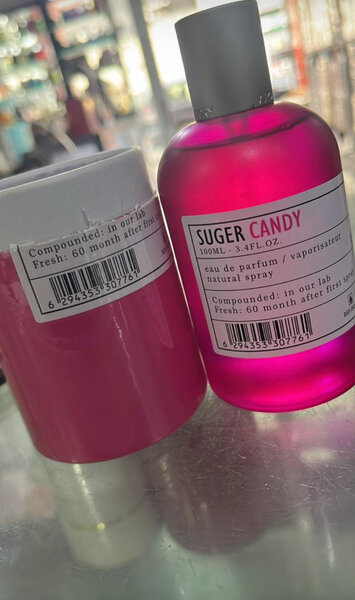 Compounded: in our lab
Fresh: 60 month after first
6 294353 307761
SUGER CANDY
100ML - 3.4FL.OZ.
eau de parfum / vaporisateur
natural spray
Compounded: in our lab
Fresh: 60 month after first
6 294353 307761